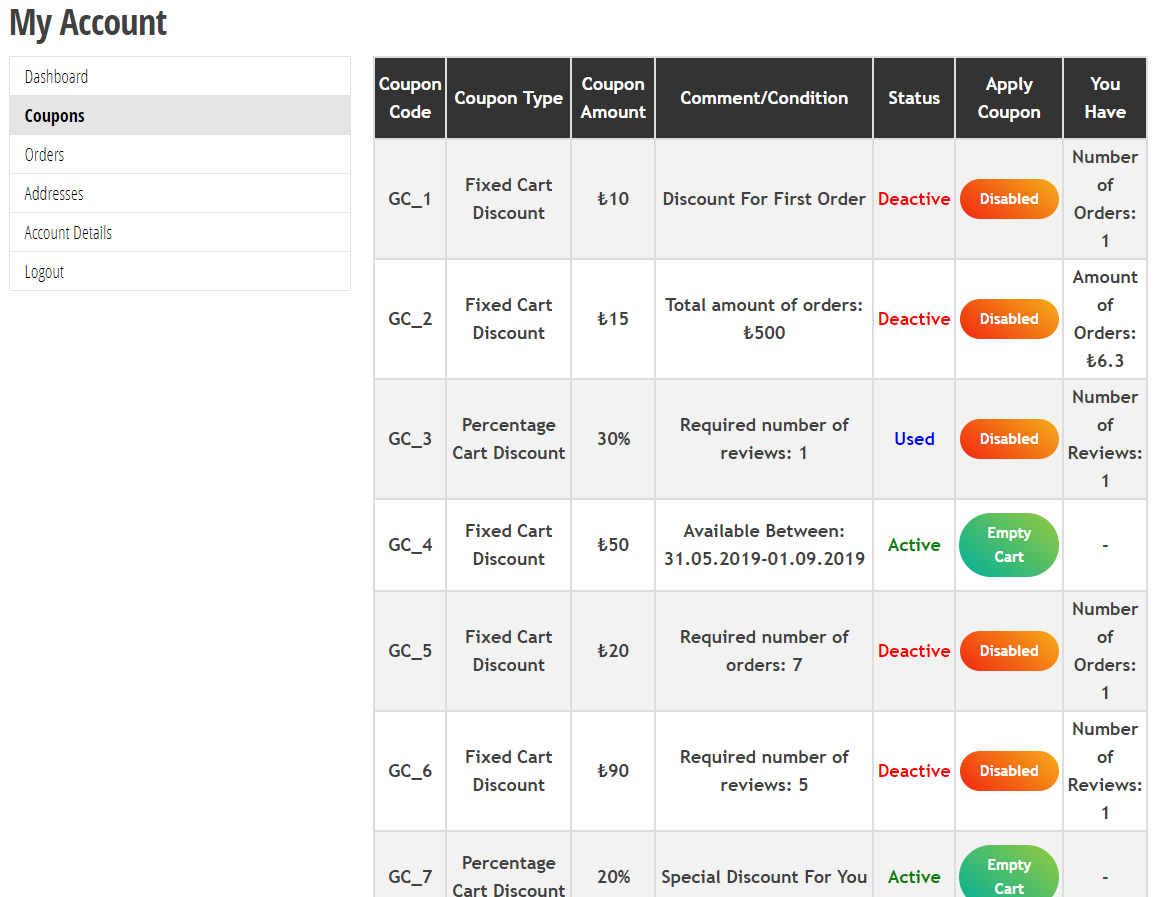 My Account
Dashboard
Coupons
Orders
Addresses
Account Details
Logout
Coupon
Code
Coupon Type
Coupon
Amount
Comment/Condition
Status
Apply
Coupon
You
Have
GC_1
Fixed Cart
Discount
₺10
Discount For First Order
Deactive
Disabled
Number
of
Orders:
1
GC_2
Fixed Cart
Discount
₺15
Total amount of orders:
₺500
Deactive
Disabled
Amount
of
Orders:
₺6.3
GC_3
Percentage
Cart Discount
30%
Required number of
reviews: 1
Used
Disabled
Number
of
Reviews:
1
GC_4
Fixed Cart
Discount
₺50
Available Between:
31.05.2019-01.09.2019
Active
Empty
Cart
-
GC_5
Fixed Cart
Discount
₺20
Required number of
orders: 7
Deactive
Disabled
Number
of
Orders:
1
GC_6
Fixed Cart
Discount
₺90
Required number of
reviews: 5
Deactive
Disabled
Number
of
Reviews:
1
GC_7
Percentage
Cart Discount
20%
Special Discount For You
Active
Empty
Cart
-